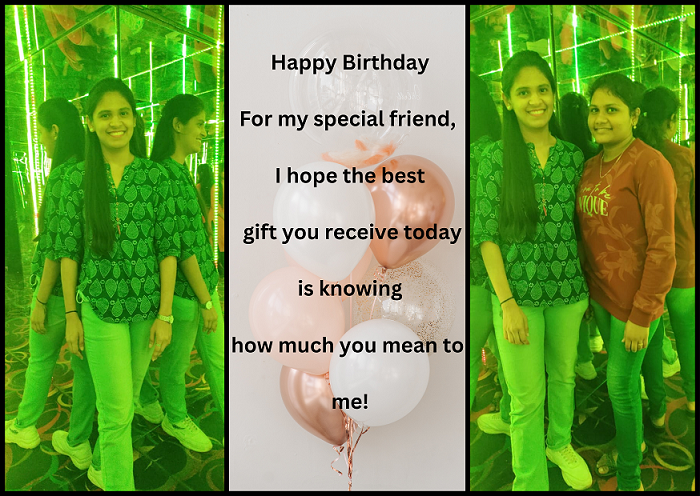 Happy Birthday
For my special friend,
I hope the best
gift you receive today
is knowing
how much you mean to
me!
NIQUE